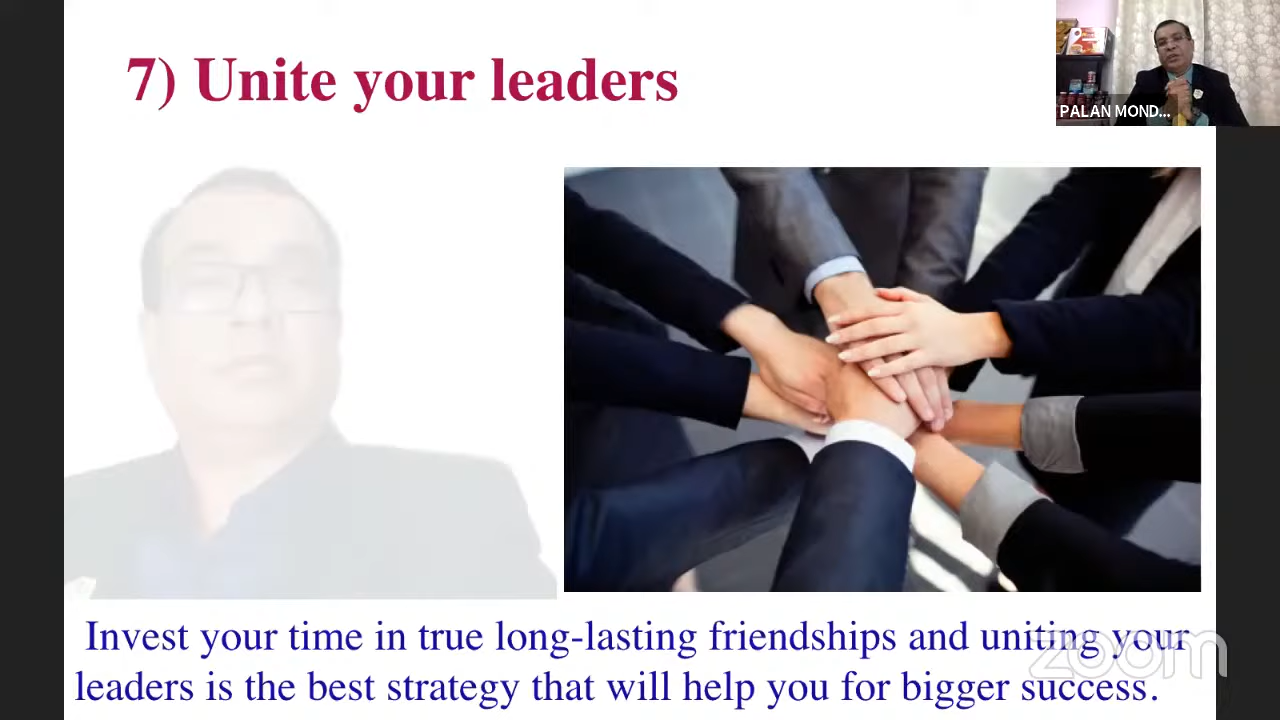 7) Unite your leaders
PALAN MOND...
Invest your time in true long-lasting friendships and uniting your
leaders is the best strategy that will help you for bigger success.
zoom